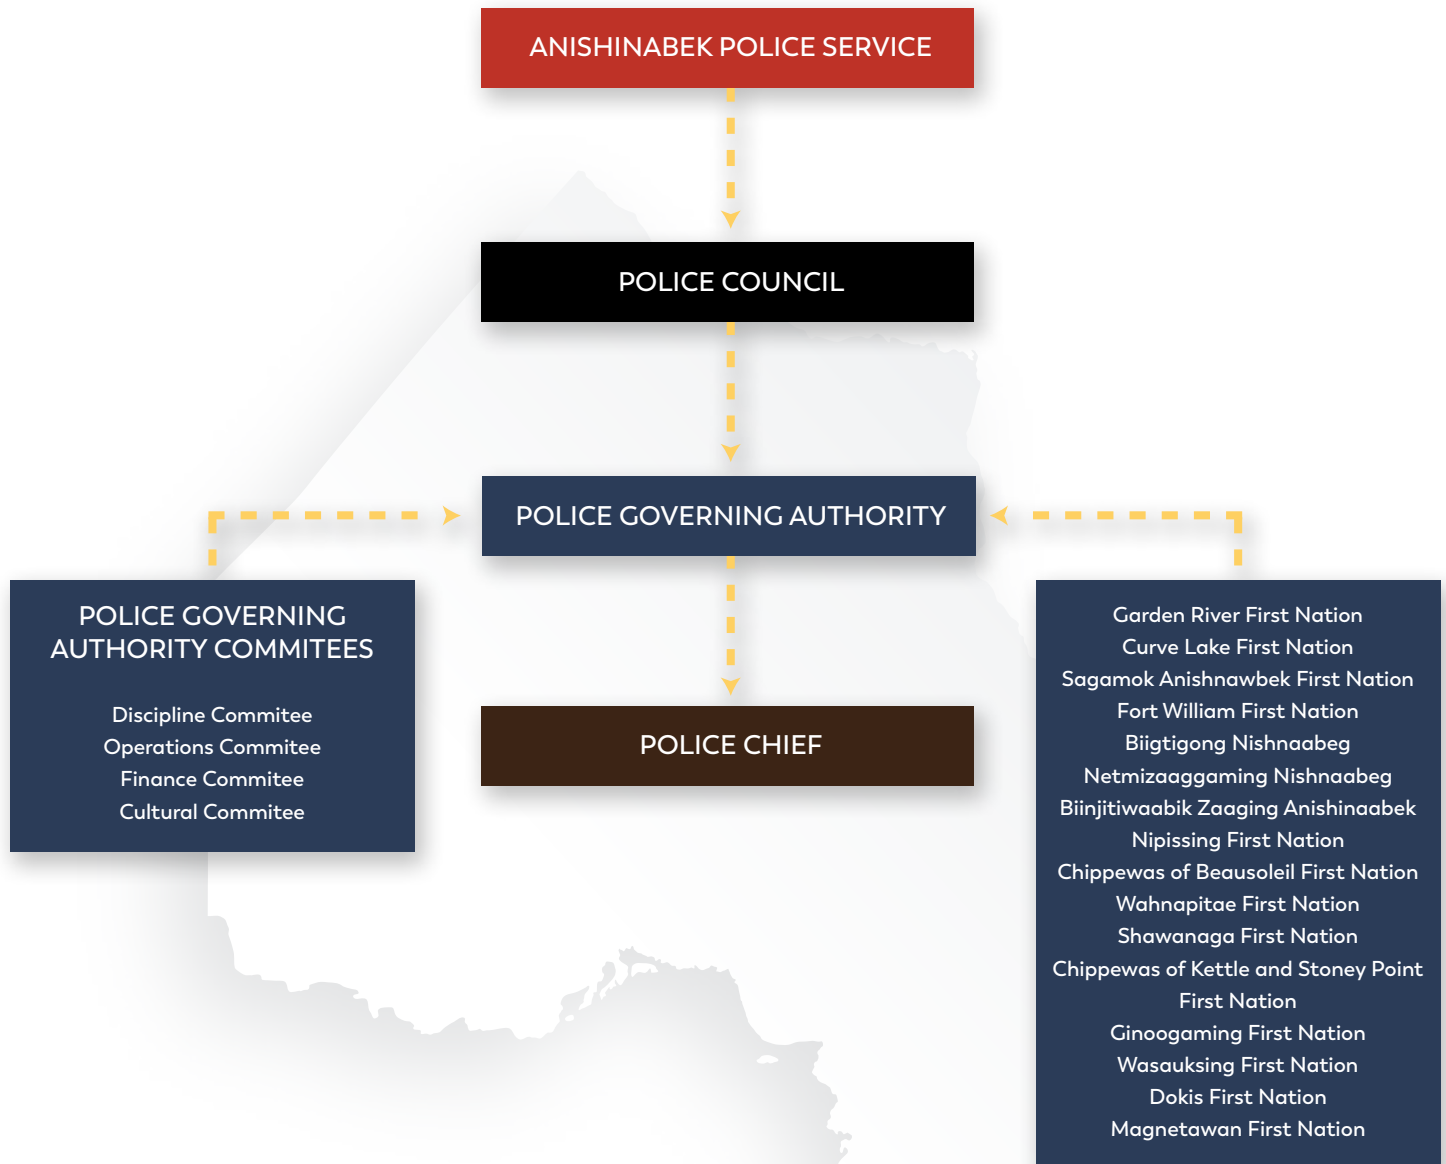 ANISHINABEK POLICE SERVICE
POLICE COUNCIL
POLICE GOVERNING AUTHORITY
POLICE GOVERNING
AUTHORITY COMMITEES
Discipline Commitee
Operations Commitee
Finance Commitee
Cultural Commitee
POLICE CHIEF
Garden River First Nation
Curve Lake First Nation
Sagamok Anishnawbek First Nation
Fort William First Nation
Biigtigong Nishnaabeg
Netmizaaggaming Nishnaabeg
Biinjitiwaabik Zaaging Anishinaabek
Nipissing First Nation
Chippewas of Beausoleil First Nation
Wahnapitae First Nation
Shawanaga First Nation
Chippewas of Kettle and Stoney Point
First Nation
Ginoogaming First Nation
Wasauksing First Nation
Dokis First Nation
Magnetawan First Nation